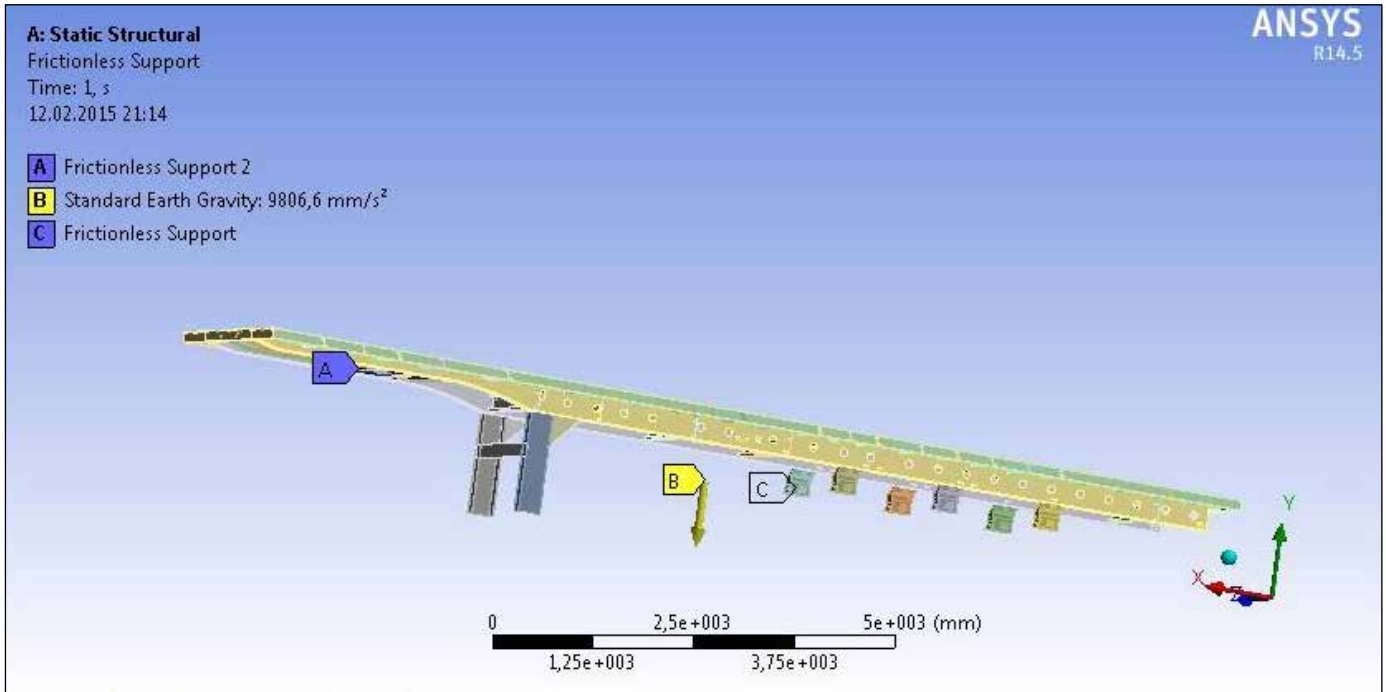 A: Static Structural
Frictionless Support
Time: 1, s
12.02.2015 21:14
A Frictionless Support 2
B Standard Earth Gravity: 9806,6 mm/s²
C Frictionless Support
ANSYS
R14.5
A
B
C
Y
X
Z
0 2,5e+003 5e+003 (mm)
1,25e+003 3,75e+003